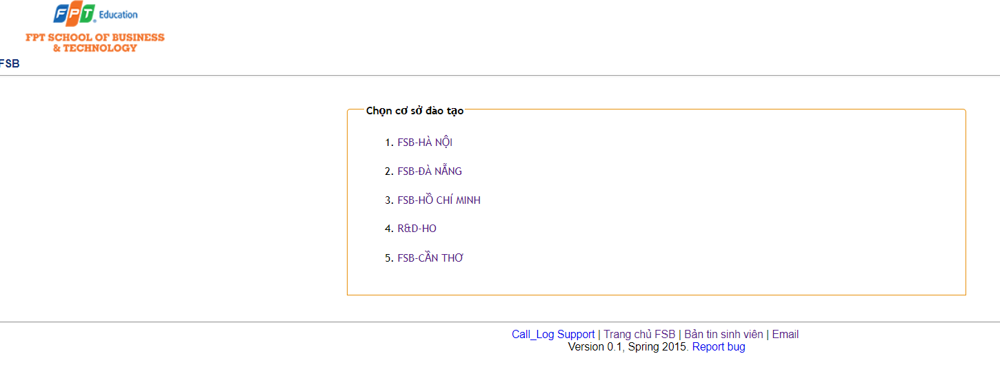 FPT Education
FPT SCHOOL OF BUSINESS
& TECHNOLOGY
FSB
Chọn cơ sở đào tạo
1. FSB-HÀ NỘI
2. FSB-ĐÀ NẴNG
3. FSB-HỒ CHÍ MINH
4. R&D-HO
5. FSB-CẦN THƠ
Call_Log Support | Trang chủ FSB | Bản tin sinh viên | Email
Version 0.1, Spring 2015. Report bug